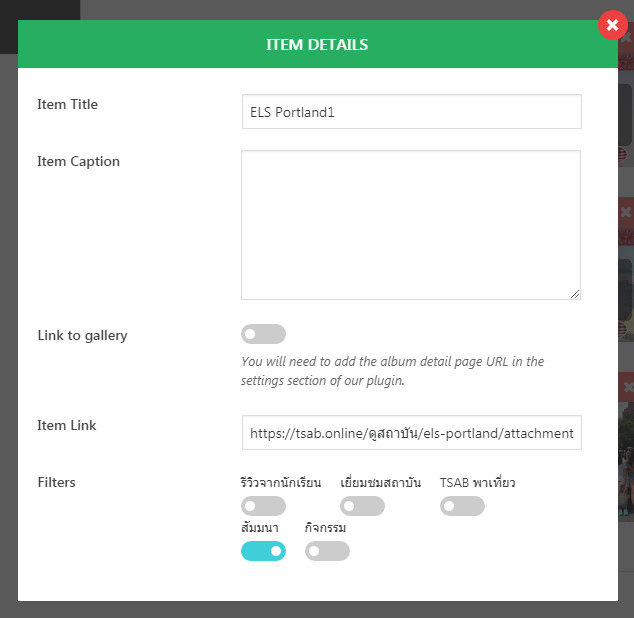 ITEM DETAILS
Item Title
ELS Portland1
Item Caption
Link to gallery
You will need to add the album detail page URL in the
settings section of our plugin.
Item Link
https://tsab.online/ดูสถาบัน/els-portland/attachment
Filters
รีวิวจากนักเรียน เยี่ยมชมสถาบัน TSAB พาเที่ยว
สัมมนา กิจกรรม